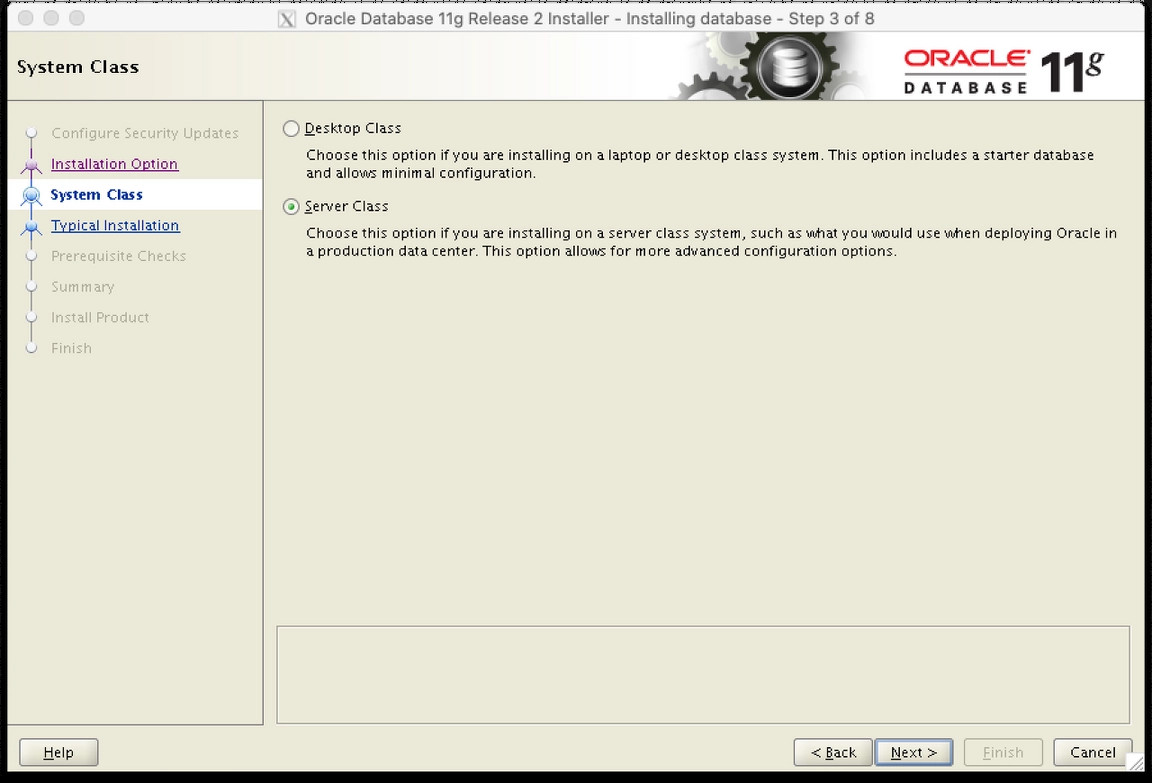 Oracle Database 11g Release 2 Installer - Installing database - Step 3 of 8
System Class
ORACLE
DATABASE
11g
Configure Security Updates
Installation Option
System Class
Typical Installation
Prerequisite Checks
Summary
Install Product
Finish
Desktop Class
Choose this option if you are installing on a laptop or desktop class system. This option includes a starter database
and allows minimal configuration.
Server Class
Choose this option if you are installing on a server class system, such as what you would use when deploying Oracle in
a production data center. This option allows for more advanced configuration options.
Help
< Back
Next >
Finish
Cancel